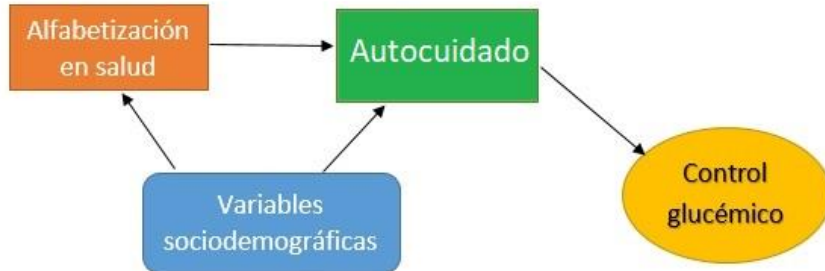 Alfabetización
en salud
Autocuidado
Variables
sociodemográficas
Control
glucémico